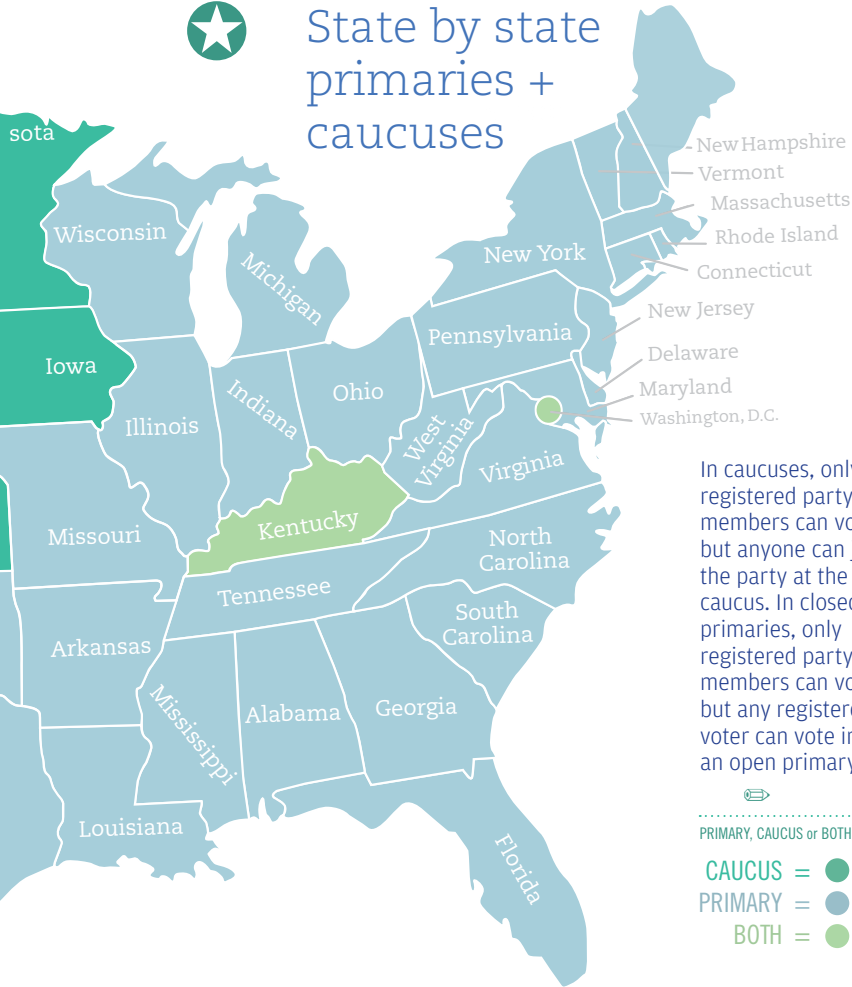 State by state
primaries +
caucuses
sota
Wisconsin
Michigan
New York
New Hampshire
Vermont
Massachusetts
Rhode Island
Connecticut
New Jersey
Delaware
Maryland
Washington, D.C.
Pennsylvania
Iowa
Illinois
Indiana
Ohio
West
Virginia
Virginia
Kentucky
Missouri
North
Carolina
Tennessee
South
Carolina
Arkansas
Mississippi
Alabama
Georgia
Louisiana
Florida
In caucuses, only
registered party
members can vo
but anyone can j
the party at the
caucus. In closed
primaries, only
registered party
members can vo
but any registere
voter can vote in
an open primary
PRIMARY, CAUCUS or BOTH
CAUCUS =
PRIMARY =
BOTH =